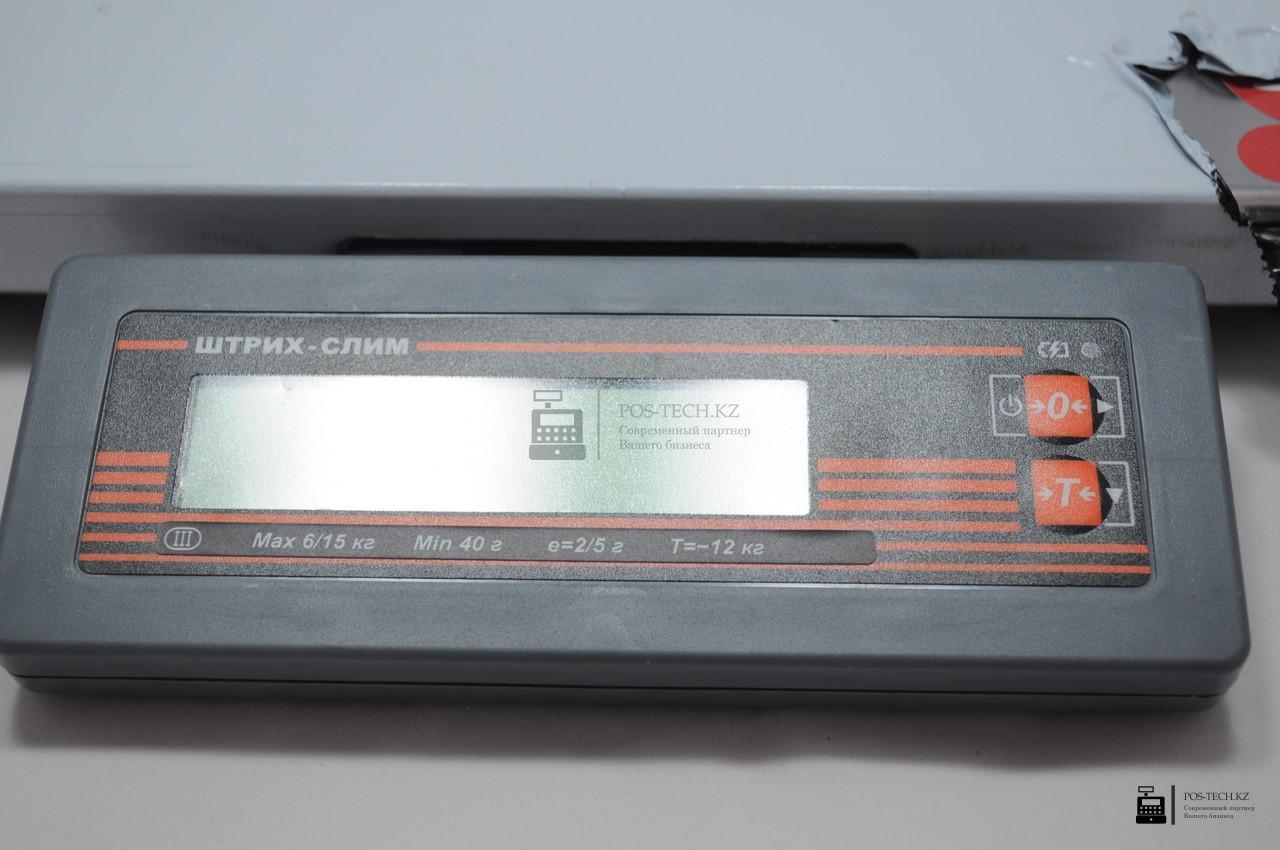 ШТРИХ-СЛИМ
POS-TECH.KZ
Современный партнер
Вашего бизнеса
→0←
→T←
III Max 6/15 кг Min 40 г e=2/5 г T=−12 кг
POS-TECH.KZ
Современный партнер
Вашего бизнеса